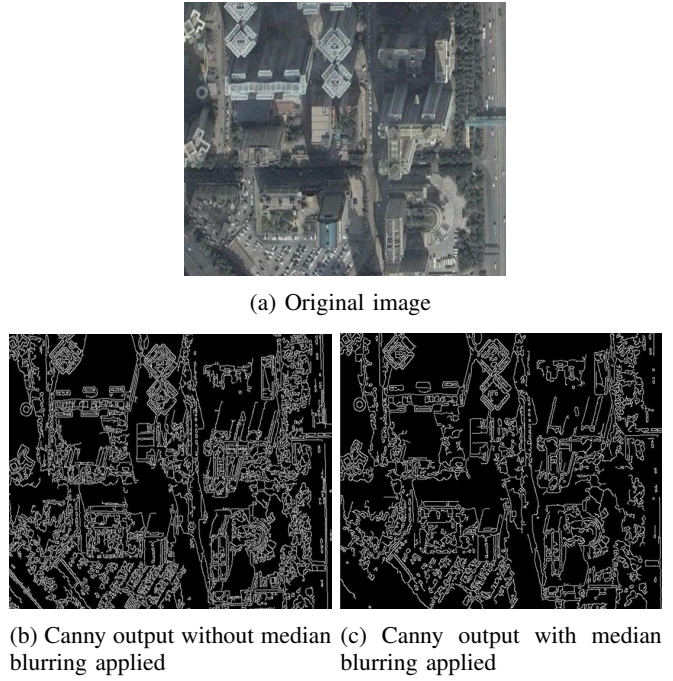 (a) Original image
(b) Canny output without median blurring applied
(c) Canny output with median blurring applied